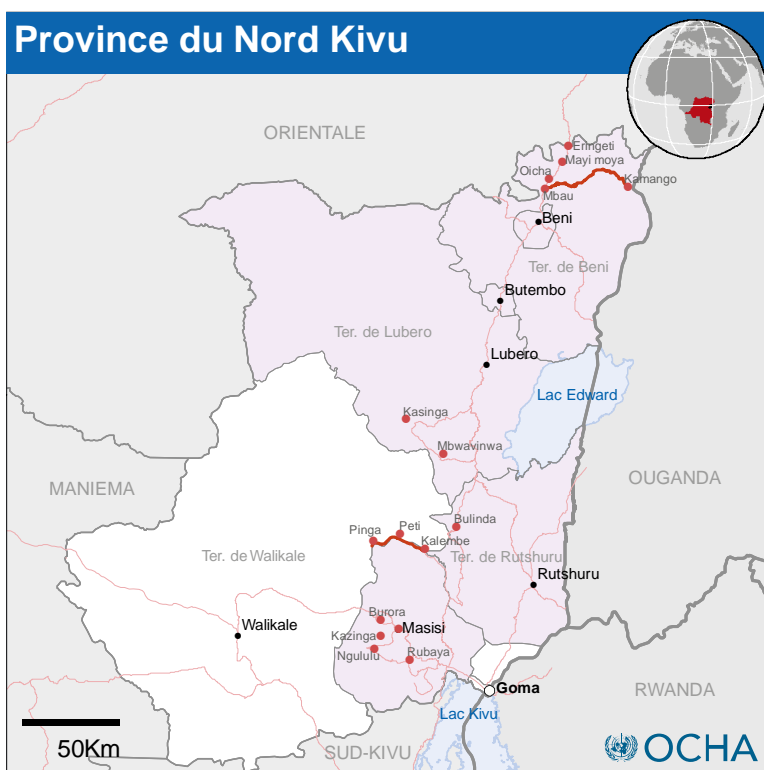 Province du Nord Kivu
ORIENTALE
Eringeti
Mayi moya
Oicha
Kamango
Mbau
Beni
Ter. de Beni
Butembo
Ter. de Lubero
Lubero
Lac Edward
Kasinga
Mbwavinwa
OUGANDA
MANIEMA
Bulinda
Peti
Pinga
Kalembe
Ter. de Walikale
Ter. de Rutshuru
Rutshuru
Burora
Walikale
Masisi
Kazinga
Ngululu
Rubaya
Goma
RWANDA
Lac Kivu
50Km
SUD-KIVU
OCHA